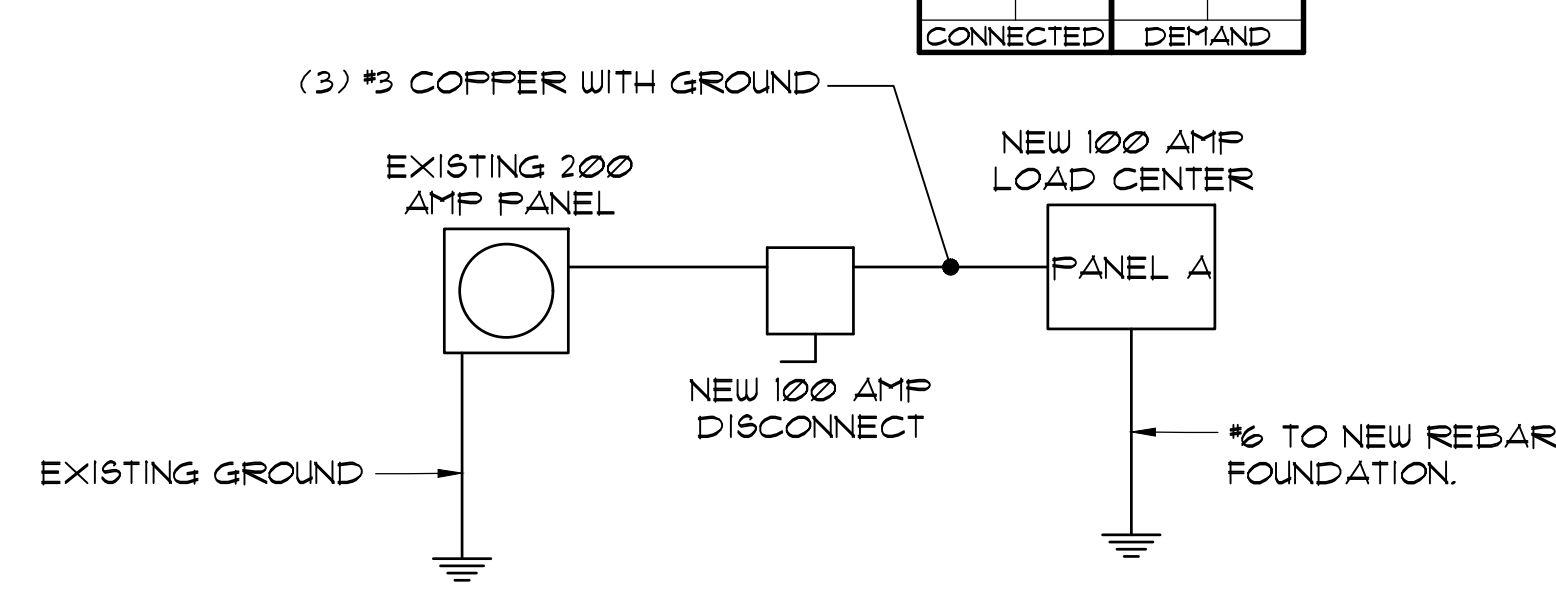 CONNECTED DEMAND
(3) #3 COPPER WITH GROUND
NEW 100 AMP
LOAD CENTER
EXISTING 200
AMP PANEL
PANEL A
NEW 100 AMP
DISCONNECT
#6 TO NEW REBAR
FOUNDATION.
EXISTING GROUND